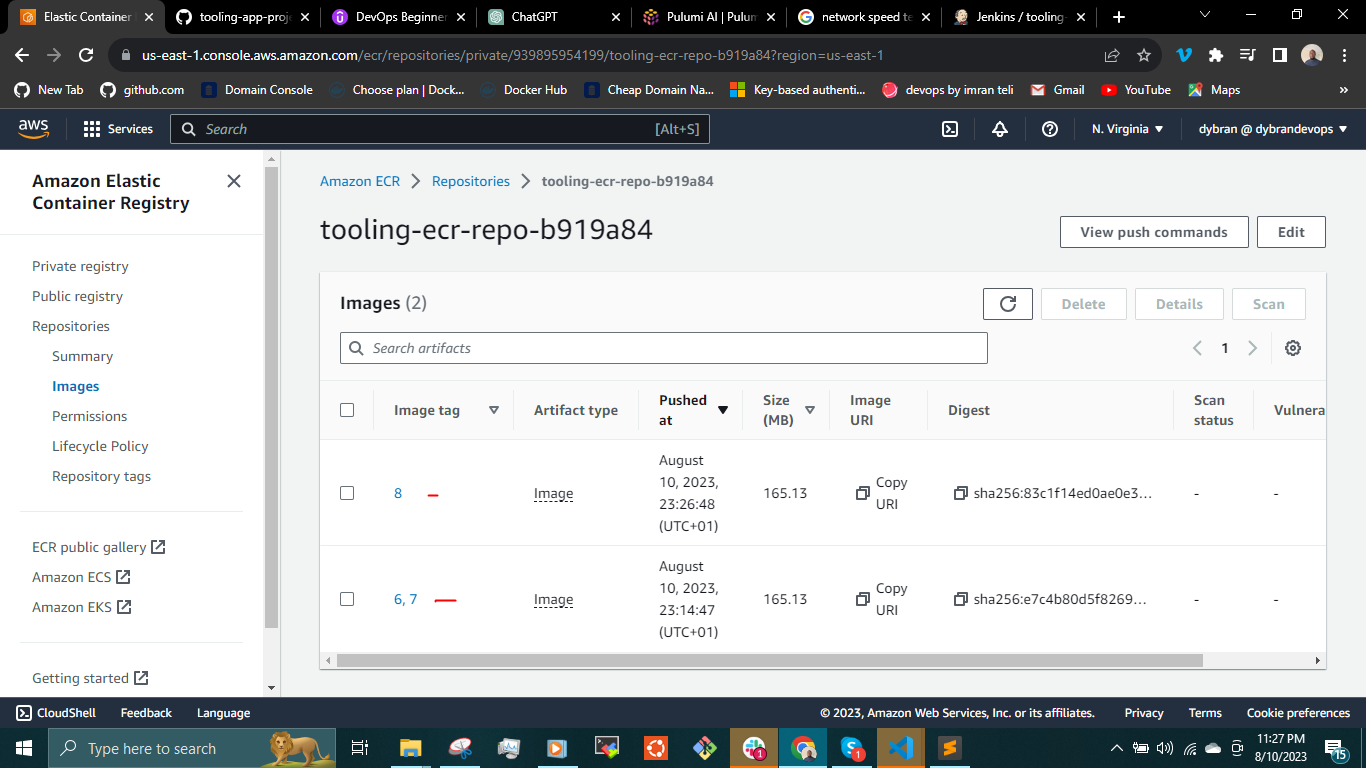 Elastic Container
tooling-app-proje
DevOps Beginner
ChatGPT
Pulumi AI | Pulum
network speed te
Jenkins / tooling-
us-east-1.console.aws.amazon.com/ecr/repositories/private/939895954199/tooling-ecr-repo-b919a84?region=us-east-1
New Tab
github.com
Domain Console
Choose plan | Dock...
Docker Hub
Cheap Domain Na...
Key-based authenti...
devops by imran teli
Gmail
YouTube
Maps
»
aws
Services
Search
[Alt+S]
N. Virginia
dybran @ dybrandevops
Amazon Elastic
Container Registry
Private registry
Public registry
Repositories
Summary
Images
Permissions
Lifecycle Policy
Repository tags
ECR public gallery
Amazon ECS
Amazon EKS
Getting started
Amazon ECR
Repositories
tooling-ecr-repo-b919a84
tooling-ecr-repo-b919a84
View push commands
Edit
Images (2)
Delete
Details
Scan
Search artifacts
1
Image tag
Artifact type
Pushed
at
Size
(MB)
Image
URI
Digest
Scan
status
Vulnera
8
Image
August
10, 2023,
23:26:48
(UTC+01)
165.13
Copy
URI
sha256:83c1f14ed0ae0e3...
-
-
6, 7
Image
August
10, 2023,
23:14:47
(UTC+01)
165.13
Copy
URI
sha256:e7c4b80d5f8269...
-
-
CloudShell
Feedback
Language
© 2023, Amazon Web Services, Inc. or its affiliates.
Privacy
Terms
Cookie preferences
Type here to search
1
1
11:27 PM
8/10/2023
15